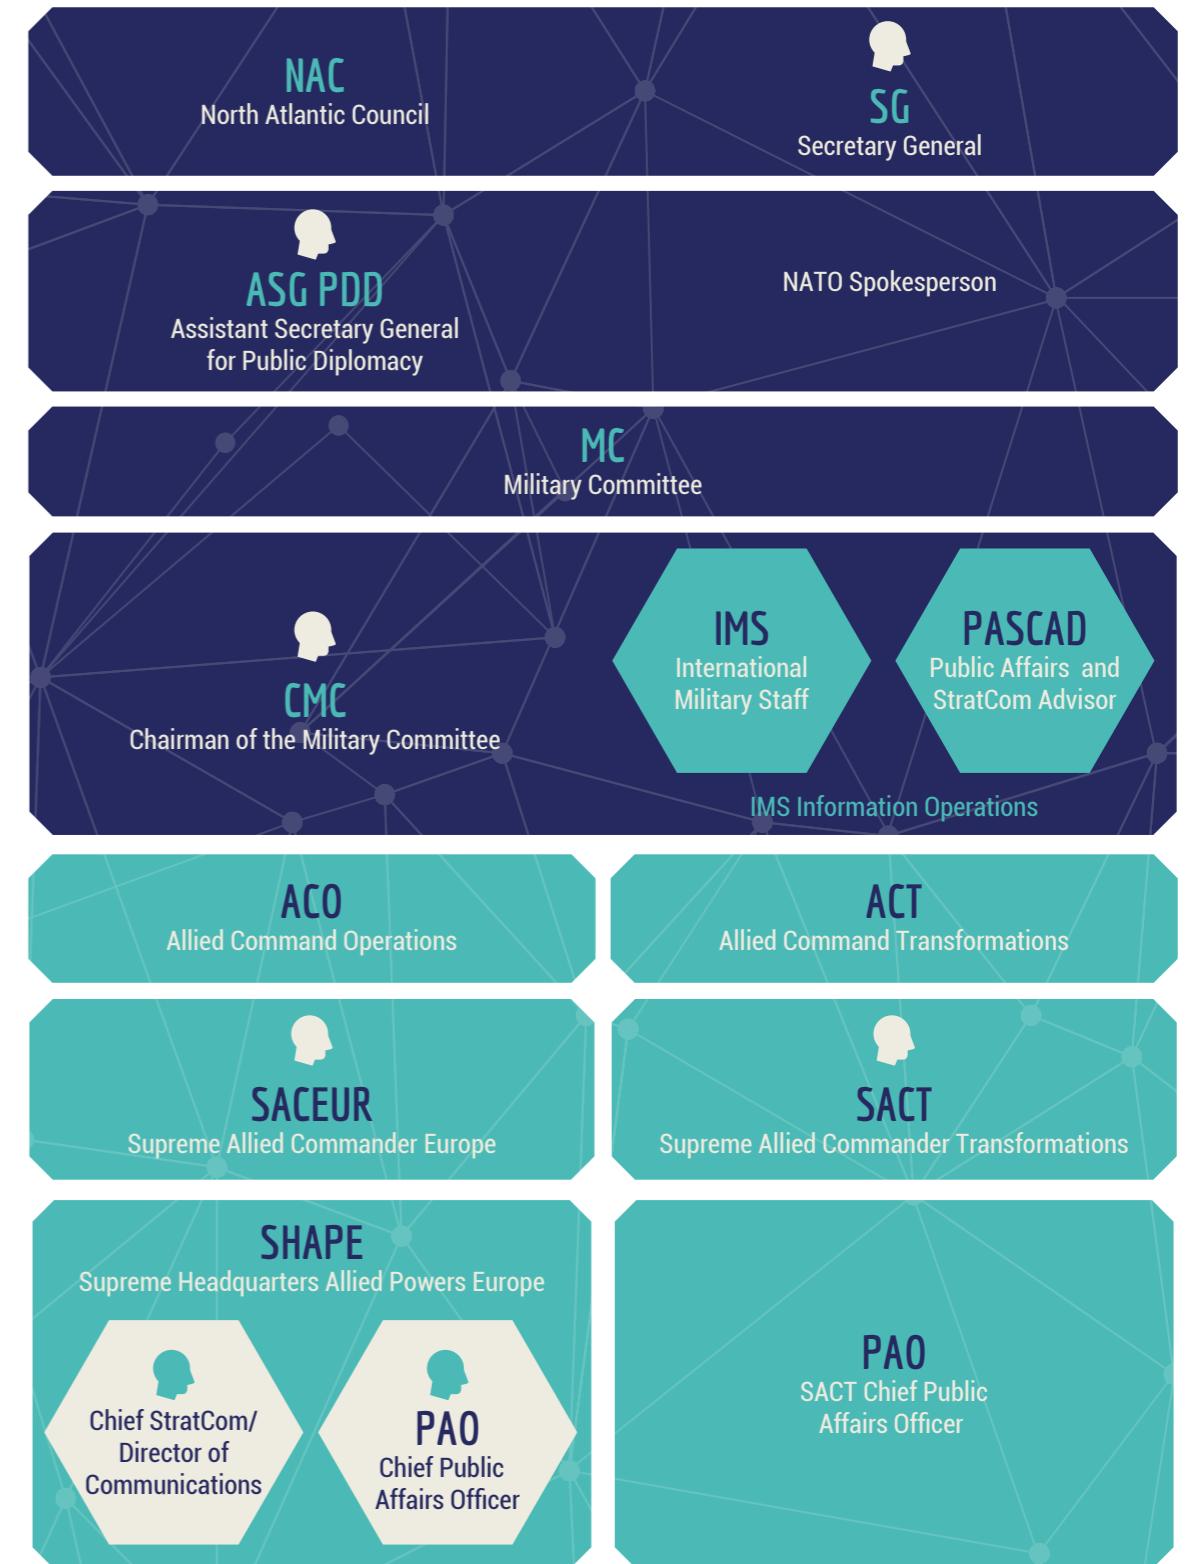 NAC
North Atlantic Council
SG
Secretary General
ASG PDD
Assistant Secretary General
for Public Diplomacy
NATO Spokesperson
MC
Military Committee
CMC
Chairman of the Military Committee
IMS
International
Military Staff
PASCAD
Public Affairs and
StratCom Advisor
IMS Information Operations
ACO
Allied Command Operations
ACT
Allied Command Transformations
SACEUR
Supreme Allied Commander Europe
SACT
Supreme Allied Commander Transformations
SHAPE
Supreme Headquarters Allied Powers Europe
Chief StratCom/
Director of
Communications
PAO
Chief Public
Affairs Officer
PAO
SACT Chief Public
Affairs Officer